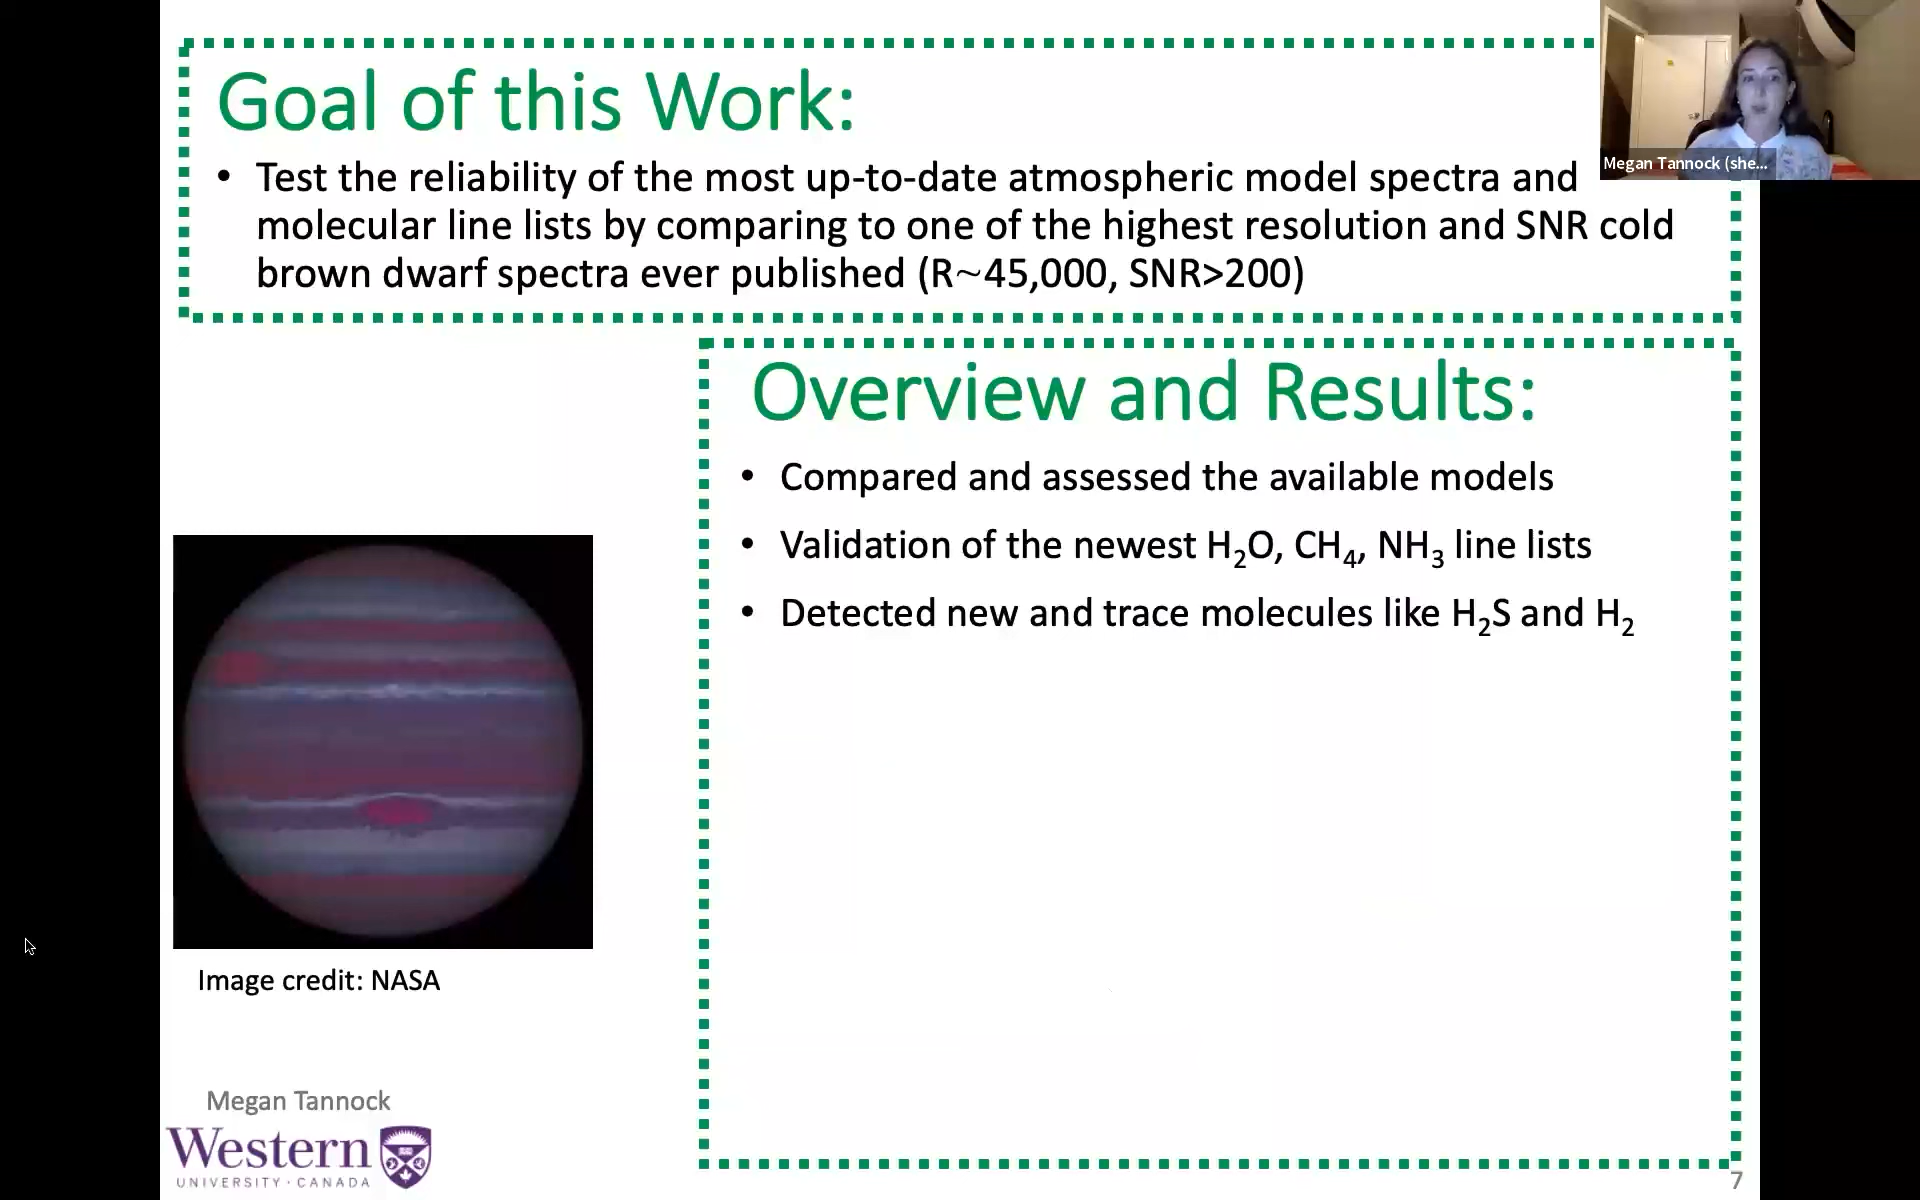 Goal of this Work:
• Test the reliability of the most up-to-date atmospheric model spectra and
molecular line lists by comparing to one of the highest resolution and SNR cold
brown dwarf spectra ever published (R~45,000, SNR>200)
Megan Tannock (she...
Overview and Results:
• Compared and assessed the available models
• Validation of the newest H₂O, CH₄, NH₃ line lists
• Detected new and trace molecules like H₂S and H₂
Image credit: NASA
Megan Tannock
Western
UNIVERSITY · CANADA
7